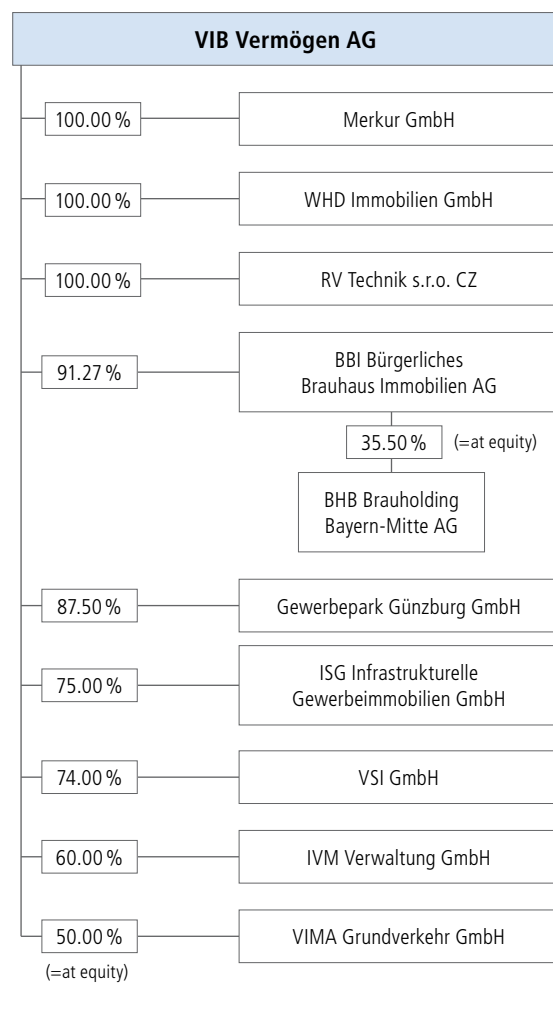 VIB Vermögen AG
100.00 %
Merkur GmbH
100.00 %
WHD Immobilien GmbH
100.00 %
RV Technik s.r.o. CZ
91.27 %
BBI Bürgerliches
Brauhaus Immobilien AG
35.50 %
(=at equity)
BHB Brauholding
Bayern-Mitte AG
87.50 %
Gewerbepark Günzburg GmbH
75.00 %
ISG Infrastrukturelle
Gewerbeimmobilien GmbH
74.00 %
VSI GmbH
60.00 %
IVM Verwaltung GmbH
50.00 %
(=at equity)
VIMA Grundverkehr GmbH